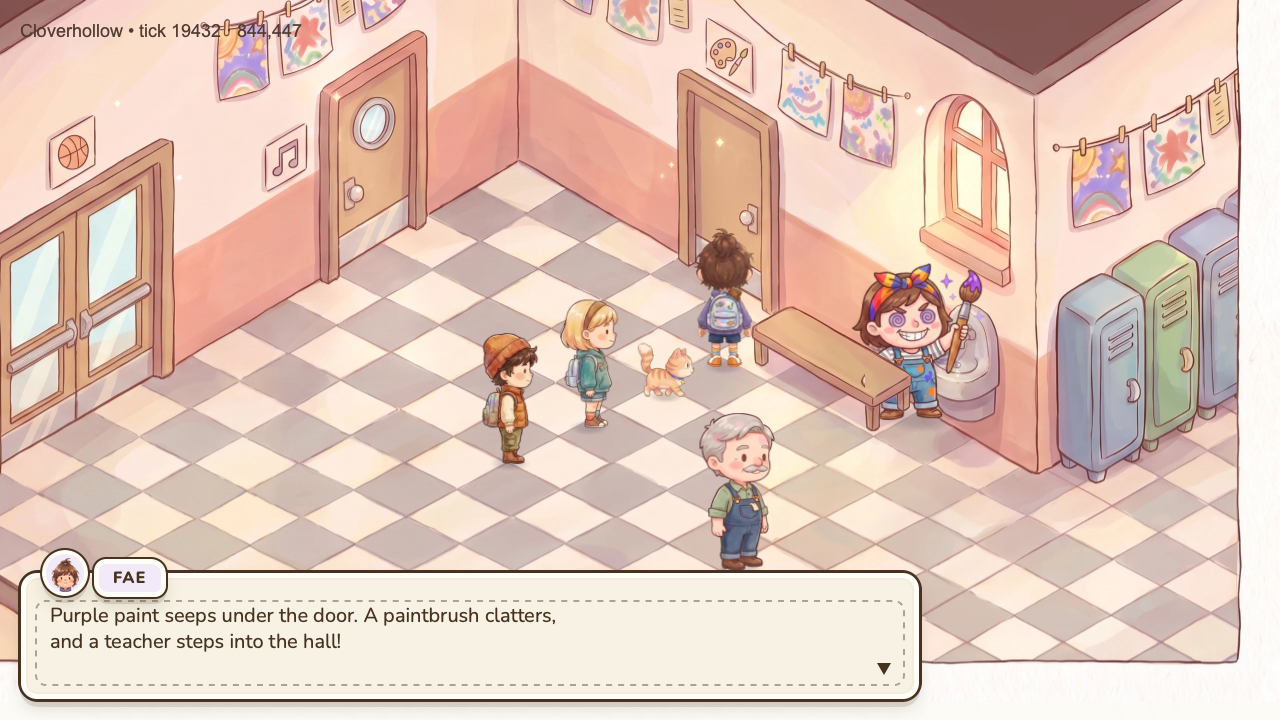 Cloverhollow • tick 19432 · 844,447
FAE
Purple paint seeps under the door. A paintbrush clatters,
and a teacher steps into the hall!